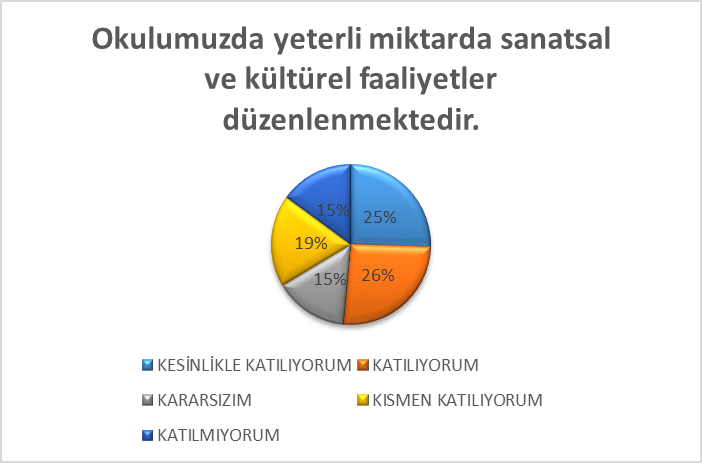 Okulumuzda yeterli miktarda sanatsal
ve kültürel faaliyetler
düzenlenmektedir.
15%
25%
19%
15%
26%
KESİNLİKLE KATILIYORUM
KATILIYORUM
KARARSIZIM
KISMEN KATILIYORUM
KATILMIYORUM